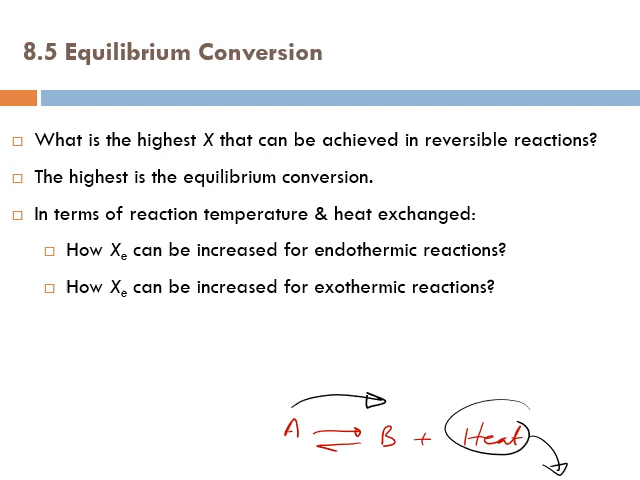 8.5 Equilibrium Conversion
What is the highest X that can be achieved in reversible reactions?
The highest is the equilibrium conversion.
In terms of reaction temperature & heat exchanged:
How Xe can be increased for endothermic reactions?
How Xe can be increased for exothermic reactions?
A ⇌ B + Heat